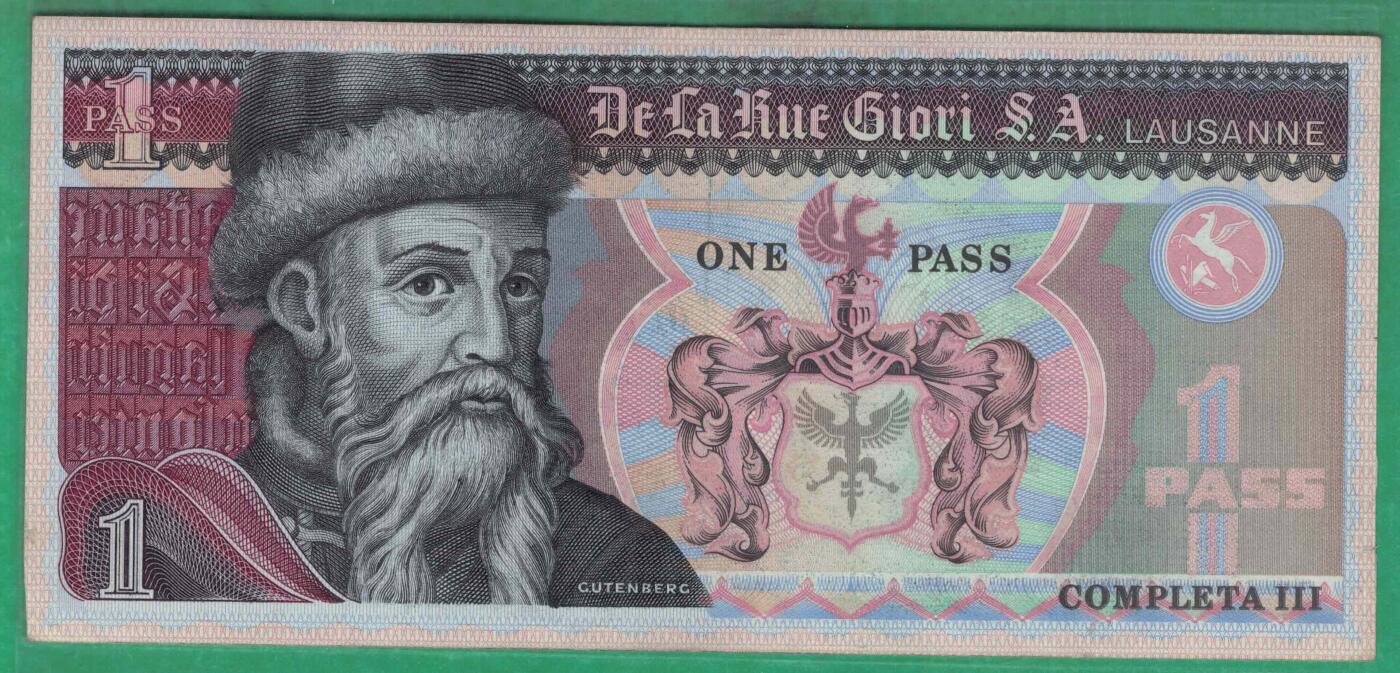 1
PASS
De La Rue Giori S. A. LAUSANNE
ONE PASS
1
PASS
1
GUTENBERG
COMPLETA III